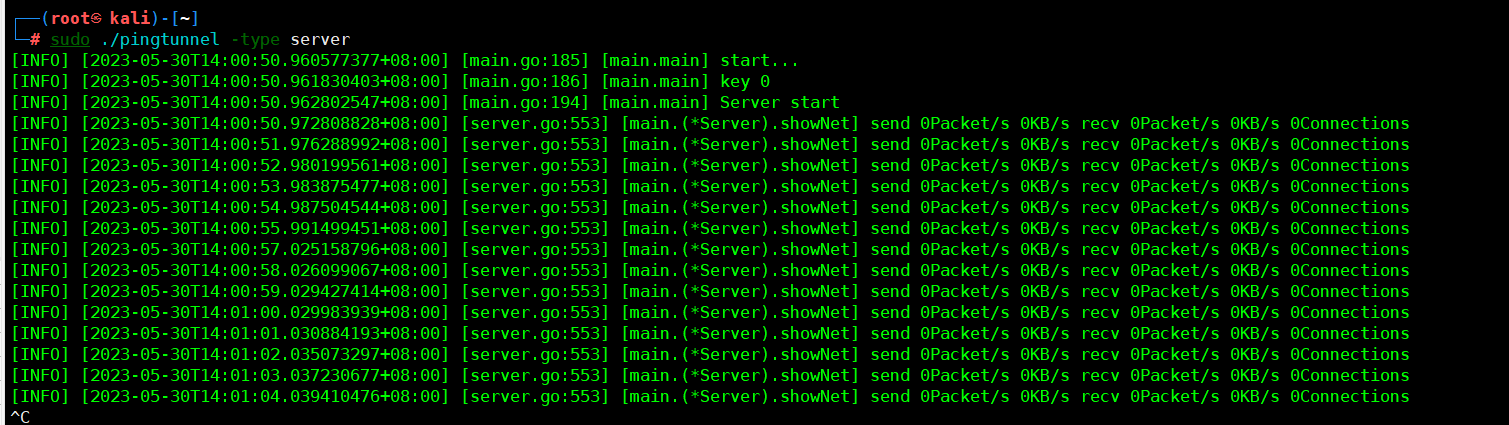 ┌──(root㉿ kali)-[~]
└─# sudo ./pingtunnel -type server
[INFO] [2023-05-30T14:00:50.960577377+08:00] [main.go:185] [main.main] start...
[INFO] [2023-05-30T14:00:50.961830403+08:00] [main.go:186] [main.main] key 0
[INFO] [2023-05-30T14:00:50.962802547+08:00] [main.go:194] [main.main] Server start
[INFO] [2023-05-30T14:00:50.972808828+08:00] [server.go:553] [main.(*Server).showNet] send 0Packet/s 0KB/s recv 0Packet/s 0KB/s 0Connections
[INFO] [2023-05-30T14:00:51.976288992+08:00] [server.go:553] [main.(*Server).showNet] send 0Packet/s 0KB/s recv 0Packet/s 0KB/s 0Connections
[INFO] [2023-05-30T14:00:52.980199561+08:00] [server.go:553] [main.(*Server).showNet] send 0Packet/s 0KB/s recv 0Packet/s 0KB/s 0Connections
[INFO] [2023-05-30T14:00:53.983875477+08:00] [server.go:553] [main.(*Server).showNet] send 0Packet/s 0KB/s recv 0Packet/s 0KB/s 0Connections
[INFO] [2023-05-30T14:00:54.987504544+08:00] [server.go:553] [main.(*Server).showNet] send 0Packet/s 0KB/s recv 0Packet/s 0KB/s 0Connections
[INFO] [2023-05-30T14:00:55.991499451+08:00] [server.go:553] [main.(*Server).showNet] send 0Packet/s 0KB/s recv 0Packet/s 0KB/s 0Connections
[INFO] [2023-05-30T14:00:57.025158796+08:00] [server.go:553] [main.(*Server).showNet] send 0Packet/s 0KB/s recv 0Packet/s 0KB/s 0Connections
[INFO] [2023-05-30T14:00:58.026099067+08:00] [server.go:553] [main.(*Server).showNet] send 0Packet/s 0KB/s recv 0Packet/s 0KB/s 0Connections
[INFO] [2023-05-30T14:00:59.029427414+08:00] [server.go:553] [main.(*Server).showNet] send 0Packet/s 0KB/s recv 0Packet/s 0KB/s 0Connections
[INFO] [2023-05-30T14:01:00.029983939+08:00] [server.go:553] [main.(*Server).showNet] send 0Packet/s 0KB/s recv 0Packet/s 0KB/s 0Connections
[INFO] [2023-05-30T14:01:01.030884193+08:00] [server.go:553] [main.(*Server).showNet] send 0Packet/s 0KB/s recv 0Packet/s 0KB/s 0Connections
[INFO] [2023-05-30T14:01:02.035073297+08:00] [server.go:553] [main.(*Server).showNet] send 0Packet/s 0KB/s recv 0Packet/s 0KB/s 0Connections
[INFO] [2023-05-30T14:01:03.037230677+08:00] [server.go:553] [main.(*Server).showNet] send 0Packet/s 0KB/s recv 0Packet/s 0KB/s 0Connections
[INFO] [2023-05-30T14:01:04.039410476+08:00] [server.go:553] [main.(*Server).showNet] send 0Packet/s 0KB/s recv 0Packet/s 0KB/s 0Connections
^C